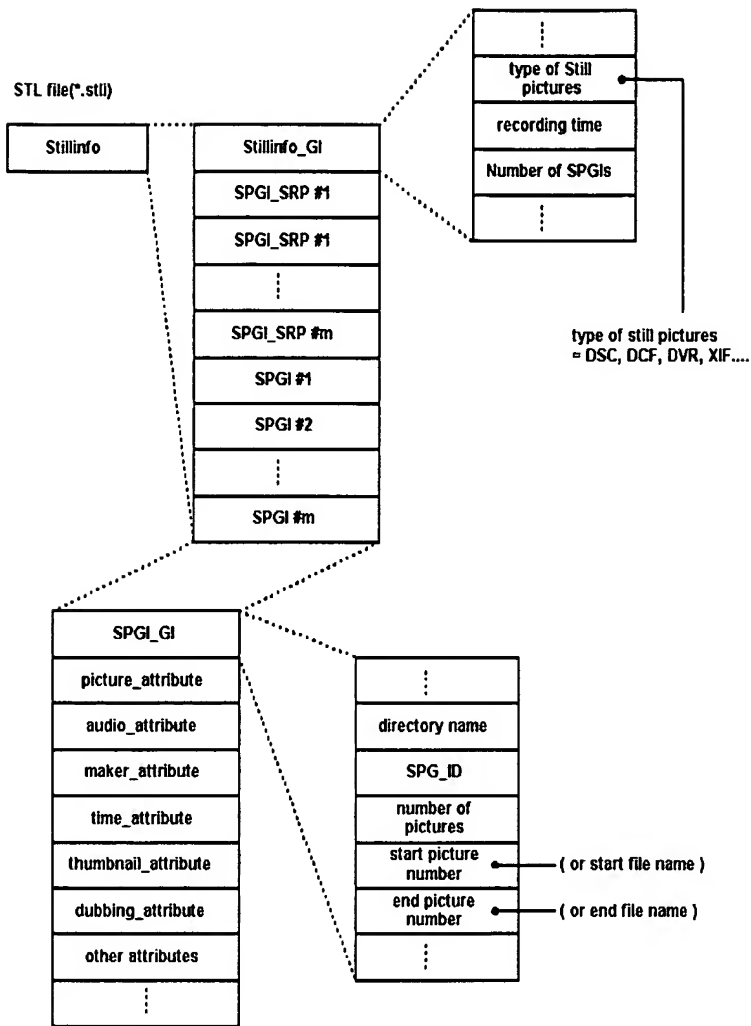 STL file(*.stli)
Stillinfo
Stillinfo_GI
SPGI_SRP #1
SPGI_SRP #1
SPGI_SRP #m
SPGI #1
SPGI #2
SPGI #m
type of Still
pictures
recording time
Number of SPGIs
type of still pictures
= DSC, DCF, DVR, XIF....
SPGI_GI
picture_attribute
audio_attribute
maker_attribute
time_attribute
thumbnail_attribute
dubbing_attribute
other attributes
directory name
SPG_ID
number of
pictures
start picture
number
( or start file name )
end picture
number
( or end file name )